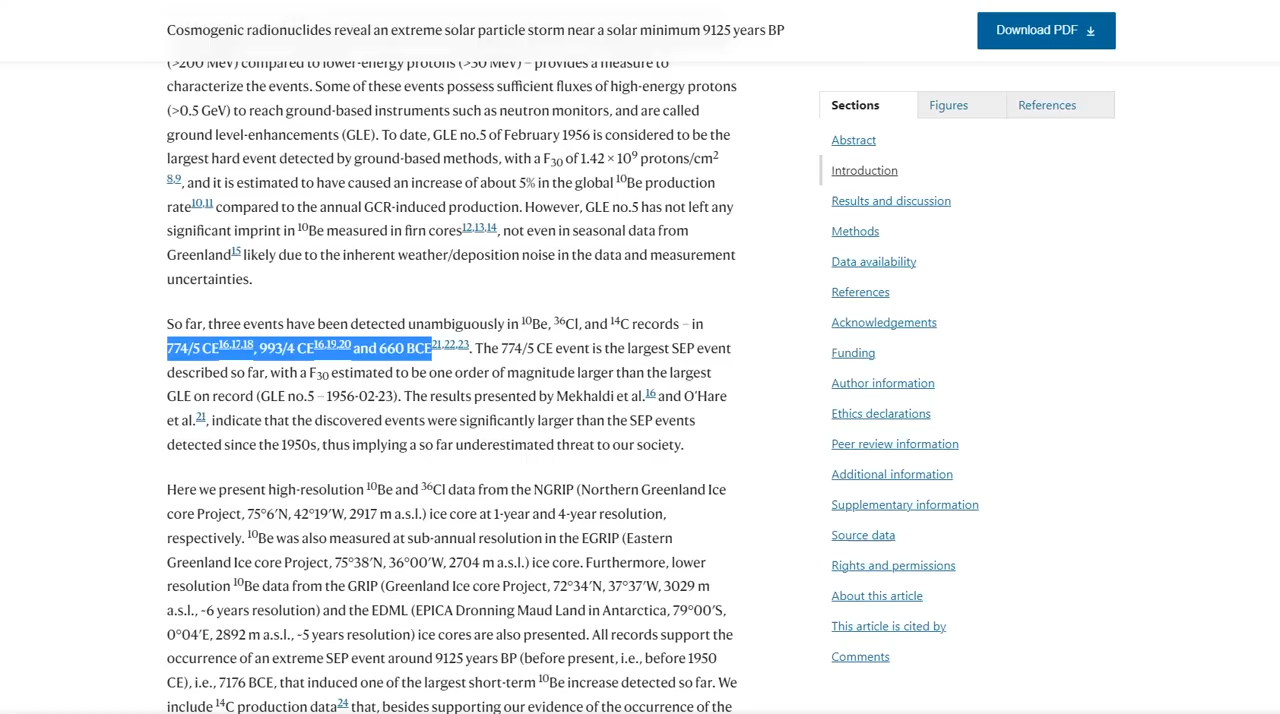 Cosmogenic radionuclides reveal an extreme solar particle storm near a solar minimum 9125 years BP
Download PDF
(>200 MeV) compared to lower-energy protons (>30 MeV) – provides a measure to
characterize the events. Some of these events possess sufficient fluxes of high-energy protons
(>0.5 GeV) to reach ground-based instruments such as neutron monitors, and are called
ground level-enhancements (GLE). To date, GLE no.5 of February 1956 is considered to be the
largest hard event detected by ground-based methods, with a F30 of 1.42 × 10^9 protons/cm^2
8,9, and it is estimated to have caused an increase of about 5% in the global 10Be production
rate10,11 compared to the annual GCR-induced production. However, GLE no.5 has not left any
significant imprint in 10Be measured in firn cores12,13,14, not even in seasonal data from
Greenland15 likely due to the inherent weather/deposition noise in the data and measurement
uncertainties.
So far, three events have been detected unambiguously in 10Be, 36Cl, and 14C records – in
774/5 CE16,17,18, 993/4 CE16,19,20 and 660 BCE21,22,23. The 774/5 CE event is the largest SEP event
described so far, with a F30 estimated to be one order of magnitude larger than the largest
GLE on record (GLE no.5 – 1956-02-23). The results presented by Mekhaldi et al.16 and O’Hare
et al.21, indicate that the discovered events were significantly larger than the SEP events
detected since the 1950s, thus implying a so far underestimated threat to our society.
Here we present high-resolution 10Be and 36Cl data from the NGRIP (Northern Greenland Ice
core Project, 75°6′N, 42°19′W, 2917 m a.s.l.) ice core at 1-year and 4-year resolution,
respectively. 10Be was also measured at sub-annual resolution in the EGRIP (Eastern
Greenland Ice core Project, 75°38′N, 36°00′W, 2704 m a.s.l.) ice core. Furthermore, lower
resolution 10Be data from the GRIP (Greenland Ice core Project, 72°34′N, 37°37′W, 3029 m
a.s.l., ~6 years resolution) and the EDML (EPICA Dronning Maud Land in Antarctica, 79°00′S,
0°04′E, 2892 m a.s.l., ~5 years resolution) ice cores are also presented. All records support the
occurrence of an extreme SEP event around 9125 years BP (before present, i.e., before 1950
CE), i.e., 7176 BCE, that induced one of the largest short-term 10Be increase detected so far. We
include 14C production data24 that, besides supporting our evidence of the occurrence of the
Sections
Figures
References
Abstract
Introduction
Results and discussion
Methods
Data availability
References
Acknowledgements
Funding
Author information
Ethics declarations
Peer review information
Additional information
Supplementary information
Source data
Rights and permissions
About this article
This article is cited by
Comments